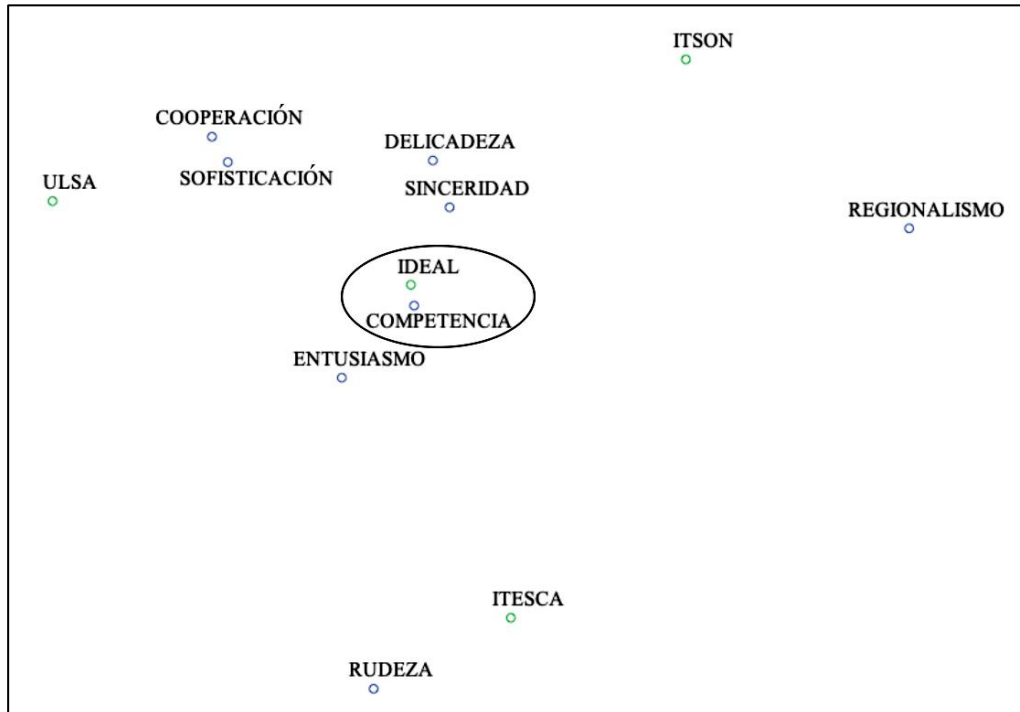 ITSON
COOPERACIÓN
DELICADEZA
SOFISTICACIÓN
ULSA
SINCERIDAD
REGIONALISMO
IDEAL
COMPETENCIA
ENTUSIASMO
ITESCA
RUDEZA